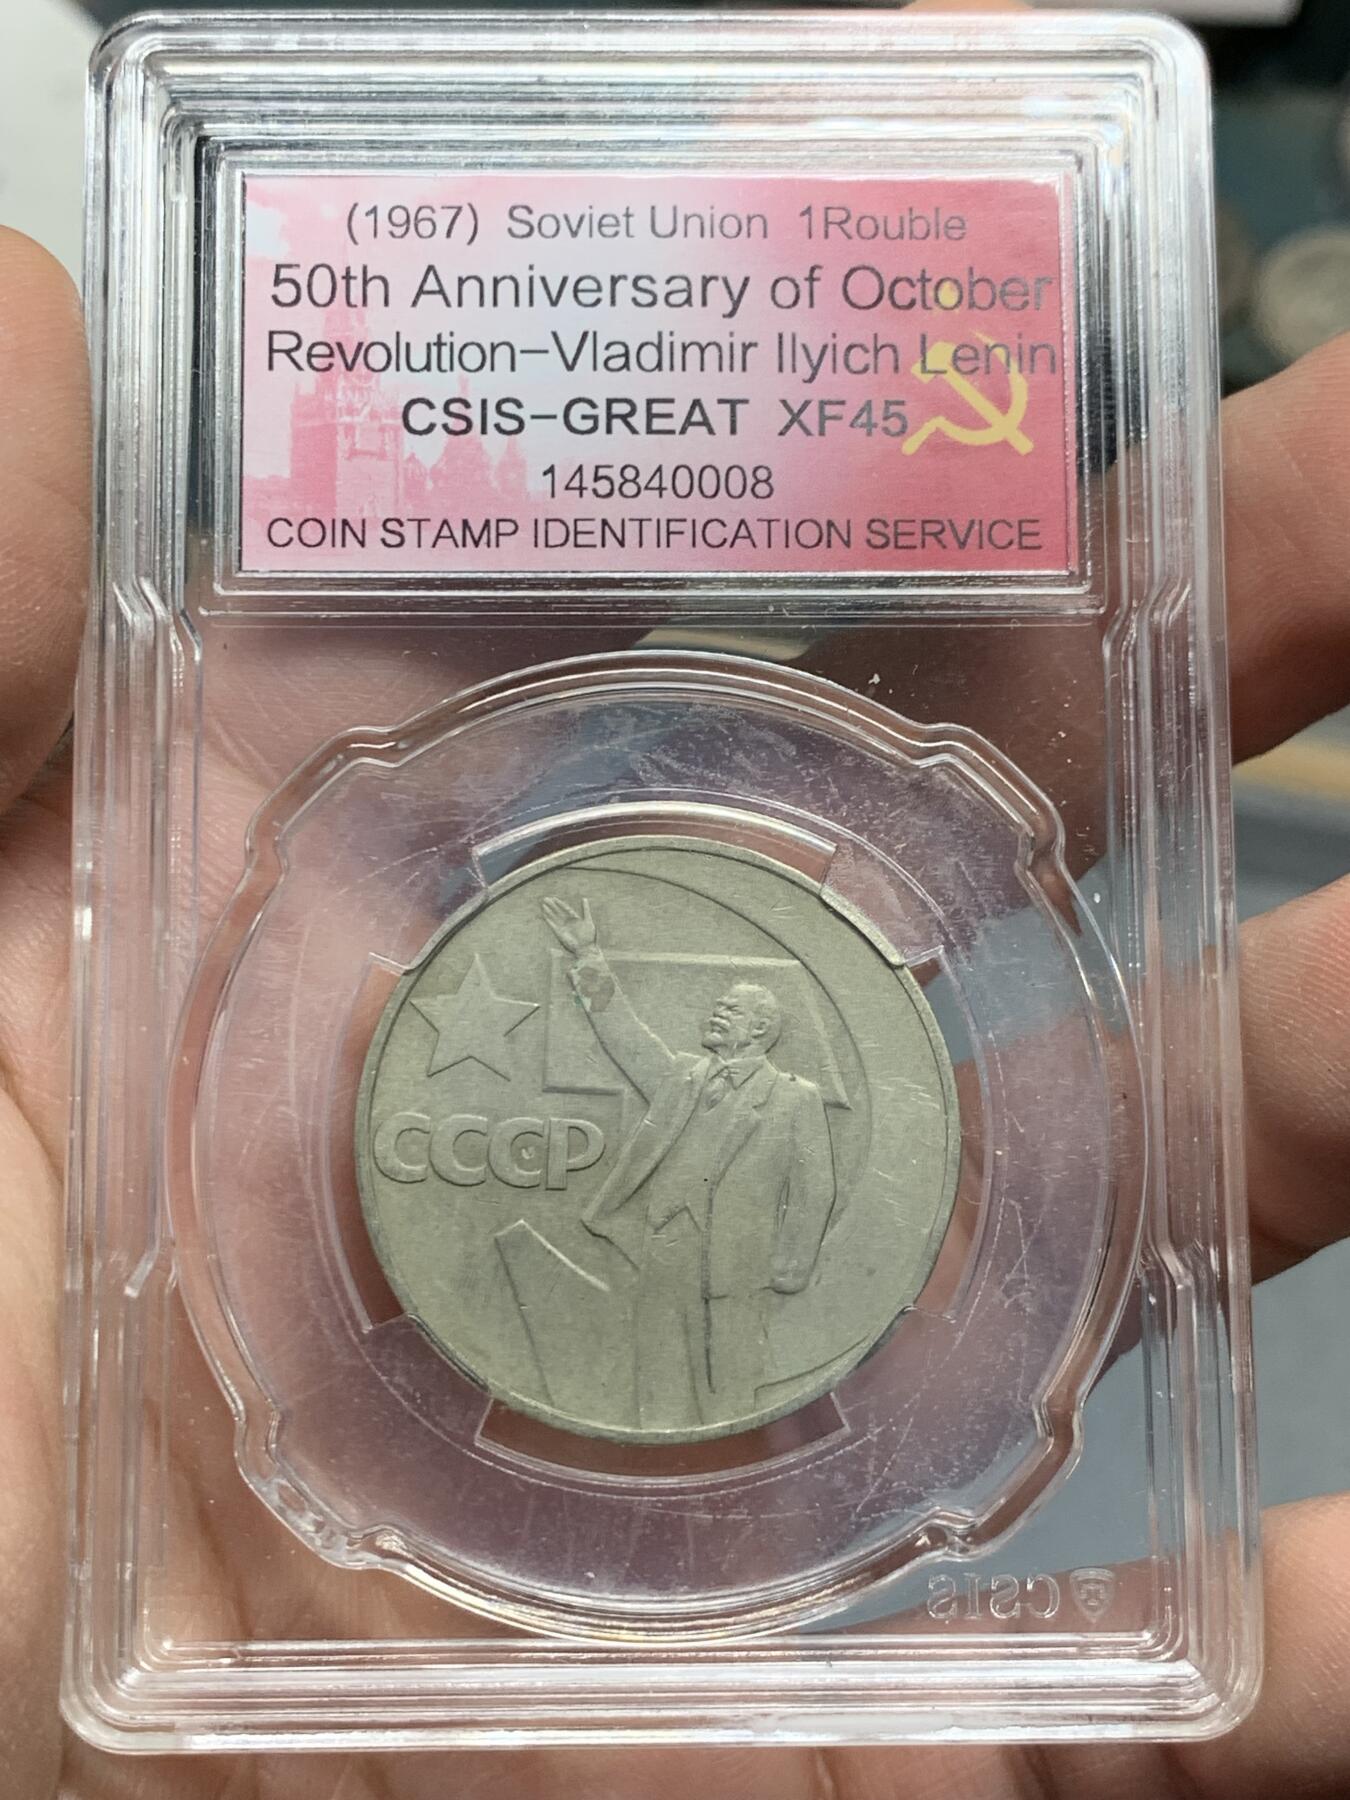 (1967) Soviet Union 1Rouble
50th Anniversary of October
Revolution-Vladimir Ilyich Lenin
CSIS-GREAT XF45
145840008
COIN STAMP IDENTIFICATION SERVICE
СССР
CSIS